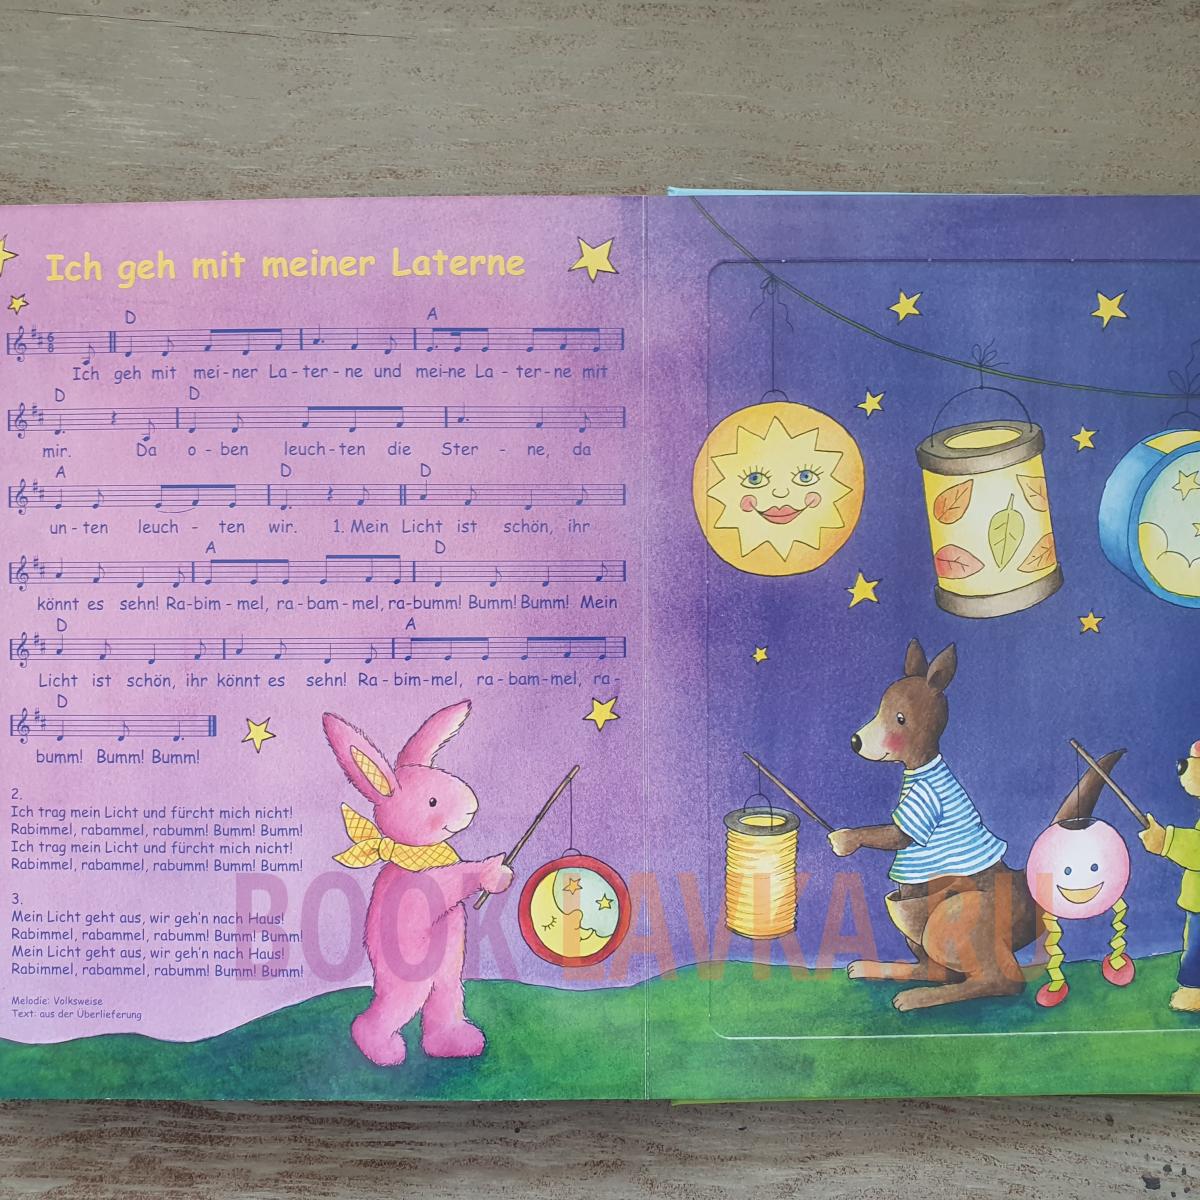 Ich geh mit meiner Laterne
D A
6
8
Ich geh mit mei-ner La-ter-ne und mei-ne La - ter-ne mit
D D
mir. Da o-ben leuch-ten die Ster - ne, da
A D D
un-ten leuch - ten wir. 1. Mein Licht ist schön, ihr
A D
könnt es sehn! Ra-bim-mel, ra-bam-mel, ra-bumm! Bumm! Bumm! Mein
D A
Licht ist schön, ihr könnt es sehn! Ra-bim-mel, ra-bam-mel, ra-
D
bumm! Bumm! Bumm!
2.
Ich trag mein Licht und fürcht mich nicht!
Rabimmel, rabammel, rabumm! Bumm! Bumm!
Ich trag mein Licht und fürcht mich nicht!
Rabimmel, rabammel, rabumm! Bumm! Bumm!
3.
Mein Licht geht aus, wir geh'n nach Haus!
Rabimmel, rabammel, rabumm! Bumm! Bumm!
Mein Licht geht aus, wir geh'n nach Haus!
Rabimmel, rabammel, rabumm! Bumm! Bumm!
Melodie: Volksweise
Text: aus der Überlieferung
BOOK LAVKA.RU